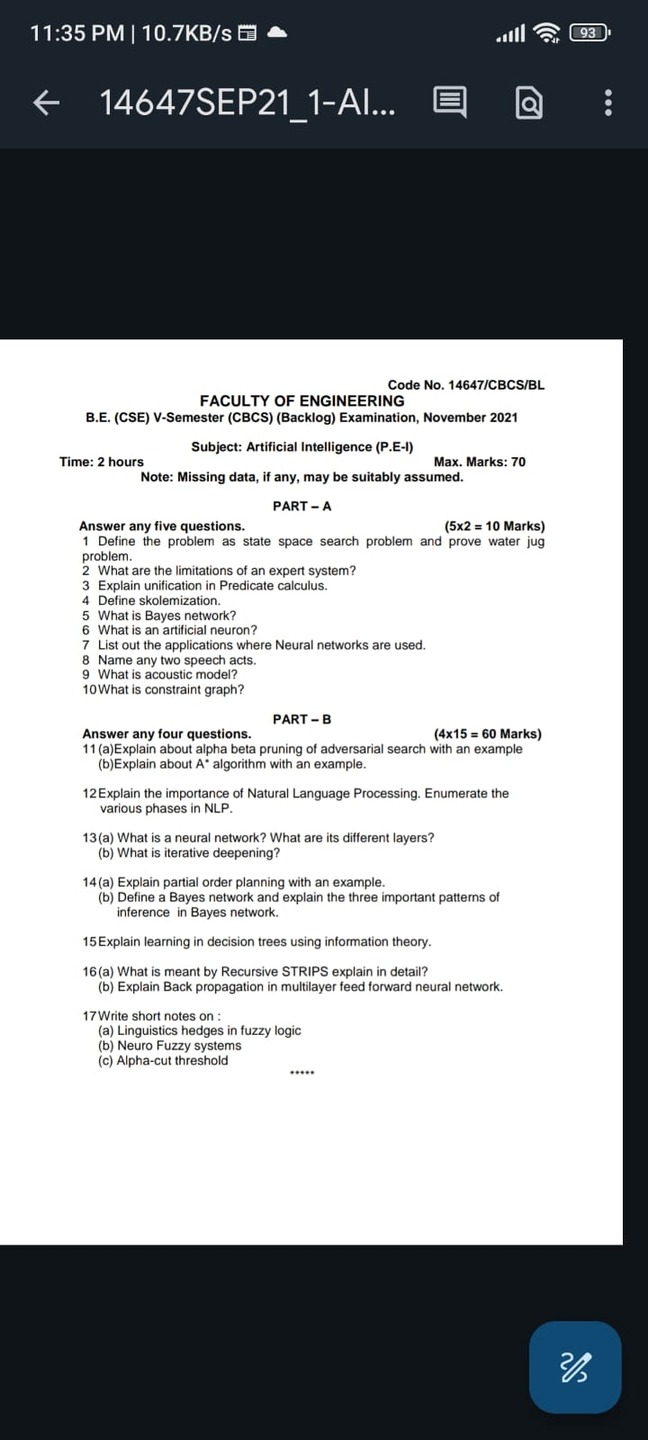 11:35 PM | 10.7KB/s
93
14647SEP21_1-AI...
Code No. 14647/CBCS/BL
FACULTY OF ENGINEERING
B.E. (CSE) V-Semester (CBCS) (Backlog) Examination, November 2021
Subject: Artificial Intelligence (P.E-I)
Time: 2 hours Max. Marks: 70
Note: Missing data, if any, may be suitably assumed.
PART – A
Answer any five questions. (5x2 = 10 Marks)
1 Define the problem as state space search problem and prove water jug
problem.
2 What are the limitations of an expert system?
3 Explain unification in Predicate calculus.
4 Define skolemization.
5 What is Bayes network?
6 What is an artificial neuron?
7 List out the applications where Neural networks are used.
8 Name any two speech acts.
9 What is acoustic model?
10What is constraint graph?
PART – B
Answer any four questions. (4x15 = 60 Marks)
11(a)Explain about alpha beta pruning of adversarial search with an example
(b)Explain about A* algorithm with an example.
12Explain the importance of Natural Language Processing. Enumerate the
various phases in NLP.
13(a) What is a neural network? What are its different layers?
(b) What is iterative deepening?
14(a) Explain partial order planning with an example.
(b) Define a Bayes network and explain the three important patterns of
inference in Bayes network.
15Explain learning in decision trees using information theory.
16(a) What is meant by Recursive STRIPS explain in detail?
(b) Explain Back propagation in multilayer feed forward neural network.
17Write short notes on :
(a) Linguistics hedges in fuzzy logic
(b) Neuro Fuzzy systems
(c) Alpha-cut threshold
*****